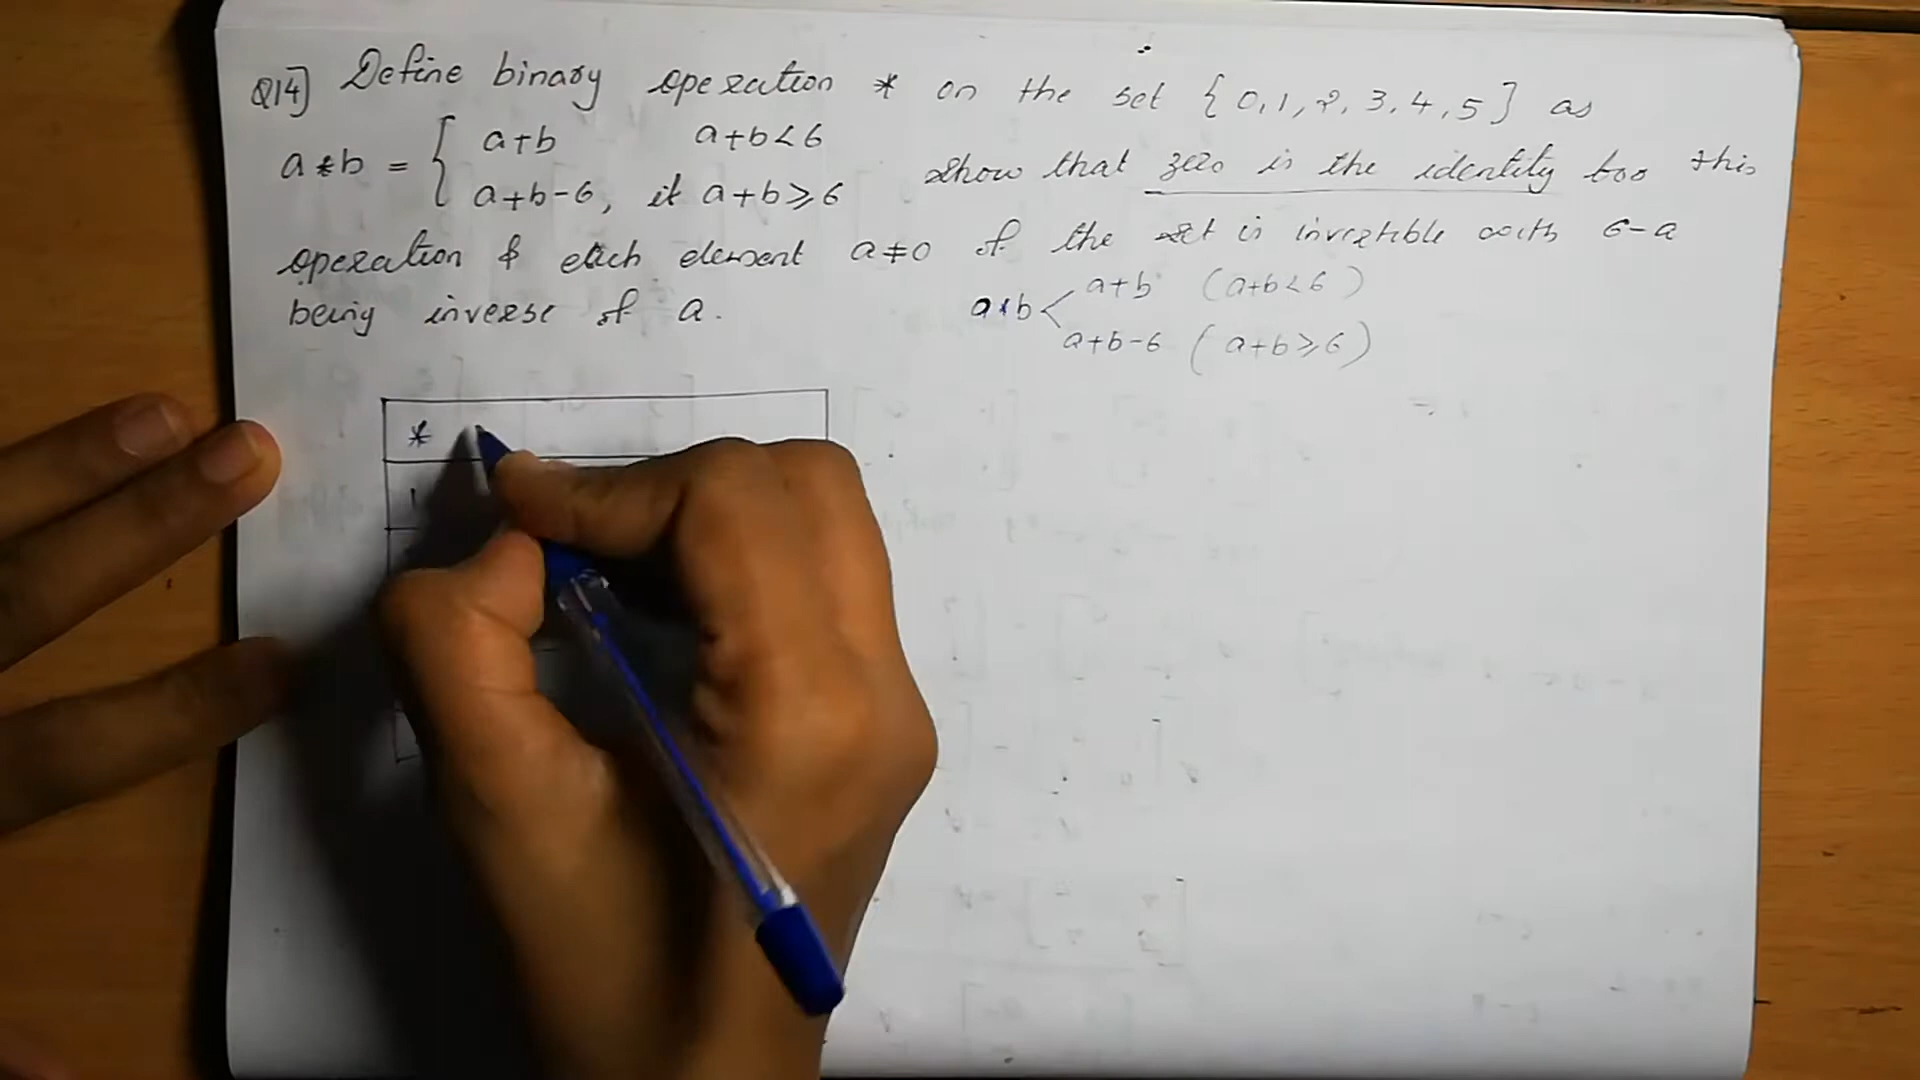 Q14] Define binary operation * on the set { 0, 1, 2, 3, 4, 5 } as
a * b = { a+b a+b<6
a+b-6, if a+b⩾6 show that zero is the identity for this
operation & each element a≠0 of the set is invertible with 6-a
being inverse of a.
a*b < a+b (a+b<6)
a+b-6 (a+b⩾6)
*
1